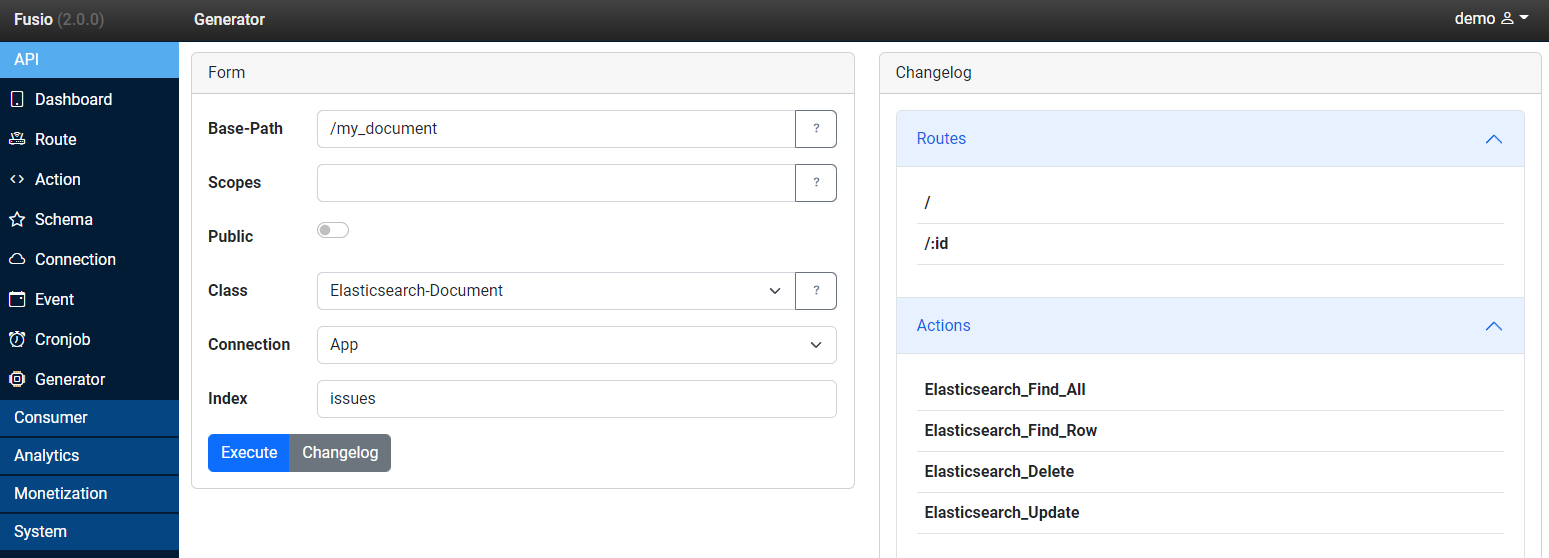 Fusio (2.0.0)
Generator
demo
API
Dashboard
Route
Action
Schema
Connection
Event
Cronjob
Generator
Consumer
Analytics
Monetization
System
Form
Base-Path /my_document ?
Scopes ?
Public
Class Elasticsearch-Document ?
Connection App
Index issues
Execute Changelog
Changelog
Routes
/
/:id
Actions
Elasticsearch_Find_All
Elasticsearch_Find_Row
Elasticsearch_Delete
Elasticsearch_Update